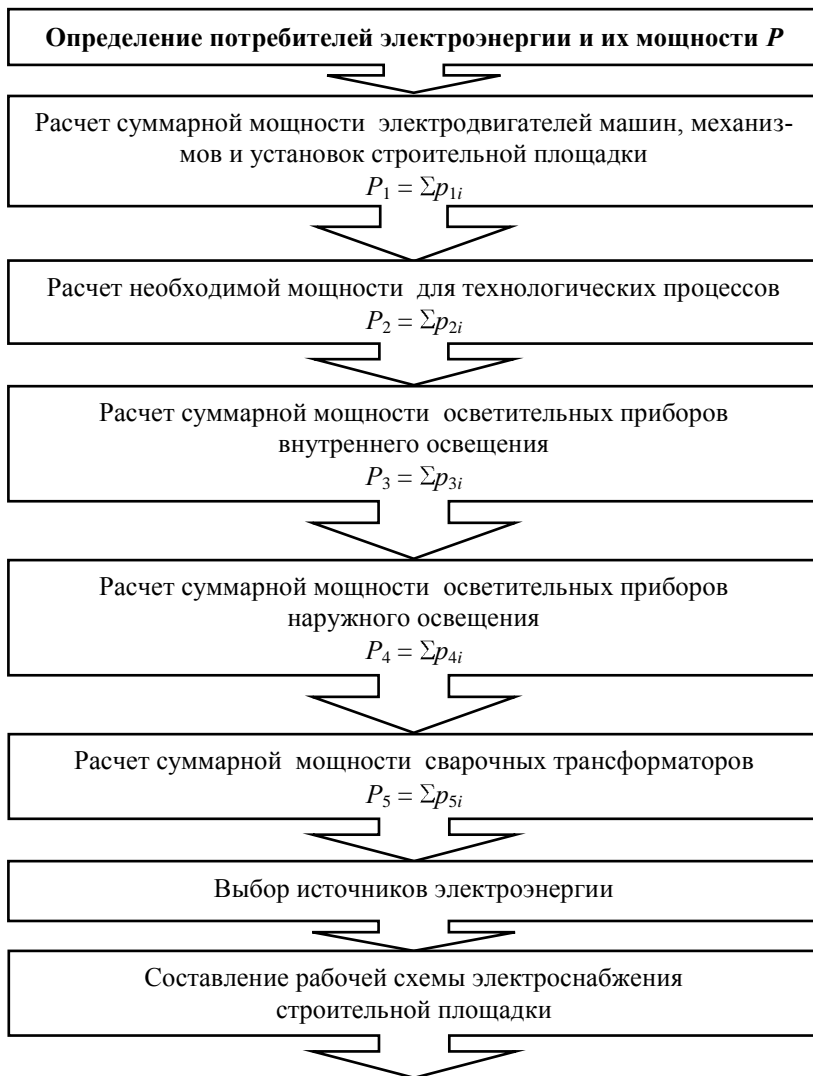 Определение потребителей электроэнергии и их мощности P
Расчет суммарной мощности электродвигателей машин, механиз-
мов и установок строительной площадки
P₁ = Σp₁ᵢ
Расчет необходимой мощности для технологических процессов
P₂ = Σp₂ᵢ
Расчет суммарной мощности осветительных приборов
внутреннего освещения
P₃ = Σp₃ᵢ
Расчет суммарной мощности осветительных приборов
наружного освещения
P₄ = Σp₄ᵢ
Расчет суммарной мощности сварочных трансформаторов
P₅ = Σp₅ᵢ
Выбор источников электроэнергии
Составление рабочей схемы электроснабжения
строительной площадки